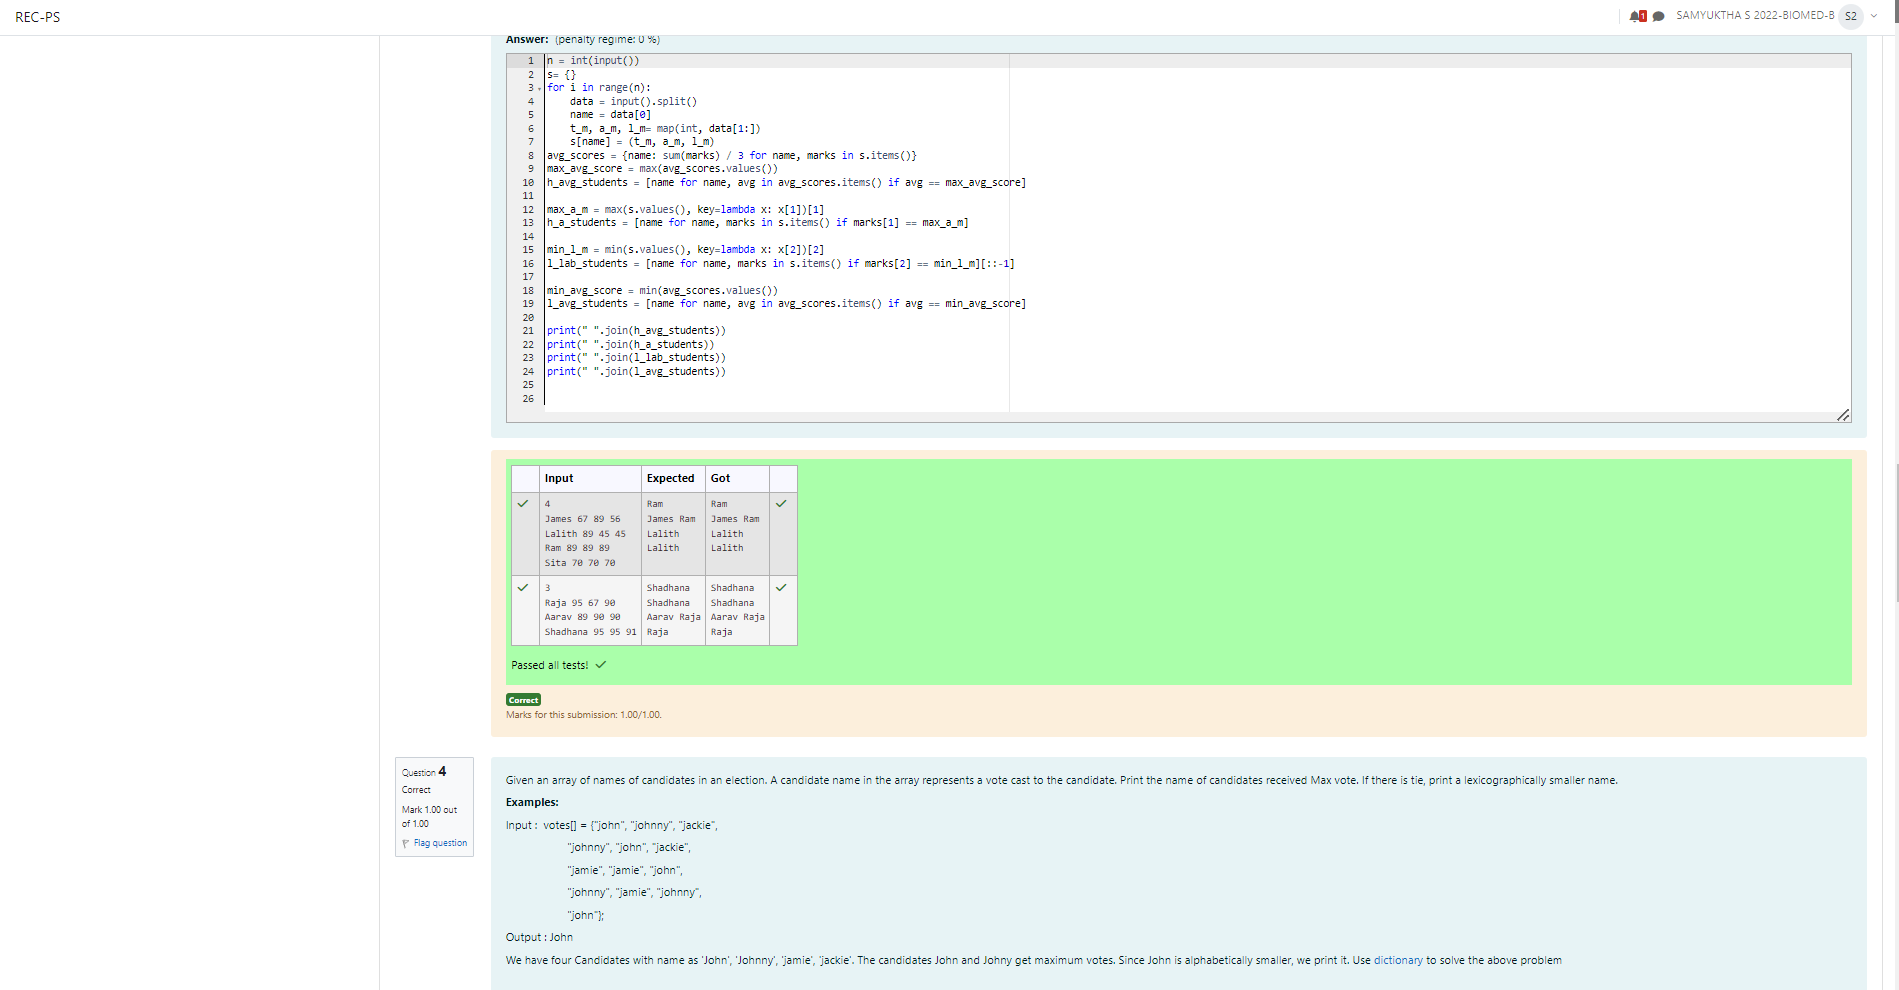 REC-PS
1
SAMYUKTHA S 2022-BIOMED-B S2
Answer: (penalty regime: 0 %)
1 n = int(input())
2 s= {}
3 for i in range(n):
4     data = input().split()
5     name = data[0]
6     t_m, a_m, l_m= map(int, data[1:])
7     s[name] = (t_m, a_m, l_m)
8 avg_scores = {name: sum(marks) / 3 for name, marks in s.items()}
9 max_avg_score = max(avg_scores.values())
10 h_avg_students = [name for name, avg in avg_scores.items() if avg == max_avg_score]
11
12 max_a_m = max(s.values(), key=lambda x: x[1])[1]
13 h_a_students = [name for name, marks in s.items() if marks[1] == max_a_m]
14
15 min_l_m = min(s.values(), key=lambda x: x[2])[2]
16 l_lab_students = [name for name, marks in s.items() if marks[2] == min_l_m][::-1]
17
18 min_avg_score = min(avg_scores.values())
19 l_avg_students = [name for name, avg in avg_scores.items() if avg == min_avg_score]
20
21 print(" ".join(h_avg_students))
22 print(" ".join(h_a_students))
23 print(" ".join(l_lab_students))
24 print(" ".join(l_avg_students))
25
26
Input Expected Got
4 Ram Ram
James 67 89 56 James Ram James Ram
Lalith 89 45 45 Lalith Lalith
Ram 89 89 89 Lalith Lalith
Sita 70 70 70
3 Shadhana Shadhana
Raja 95 67 90 Shadhana Shadhana
Aarav 89 90 90 Aarav Raja Aarav Raja
Shadhana 95 95 91 Raja Raja
Passed all tests!
Correct
Marks for this submission: 1.00/1.00.
Question 4
Correct
Mark 1.00 out
of 1.00
Flag question
Given an array of names of candidates in an election. A candidate name in the array represents a vote cast to the candidate. Print the name of candidates received Max vote. If there is tie, print a lexicographically smaller name.
Examples:
Input : votes[] = {"john", "johnny", "jackie",
"johnny", "john", "jackie",
"jamie", "jamie", "john",
"johnny", "jamie", "johnny",
"john"};
Output : John
We have four Candidates with name as 'John', 'Johnny', 'jamie', 'jackie'. The candidates John and Johny get maximum votes. Since John is alphabetically smaller, we print it. Use dictionary to solve the above problem